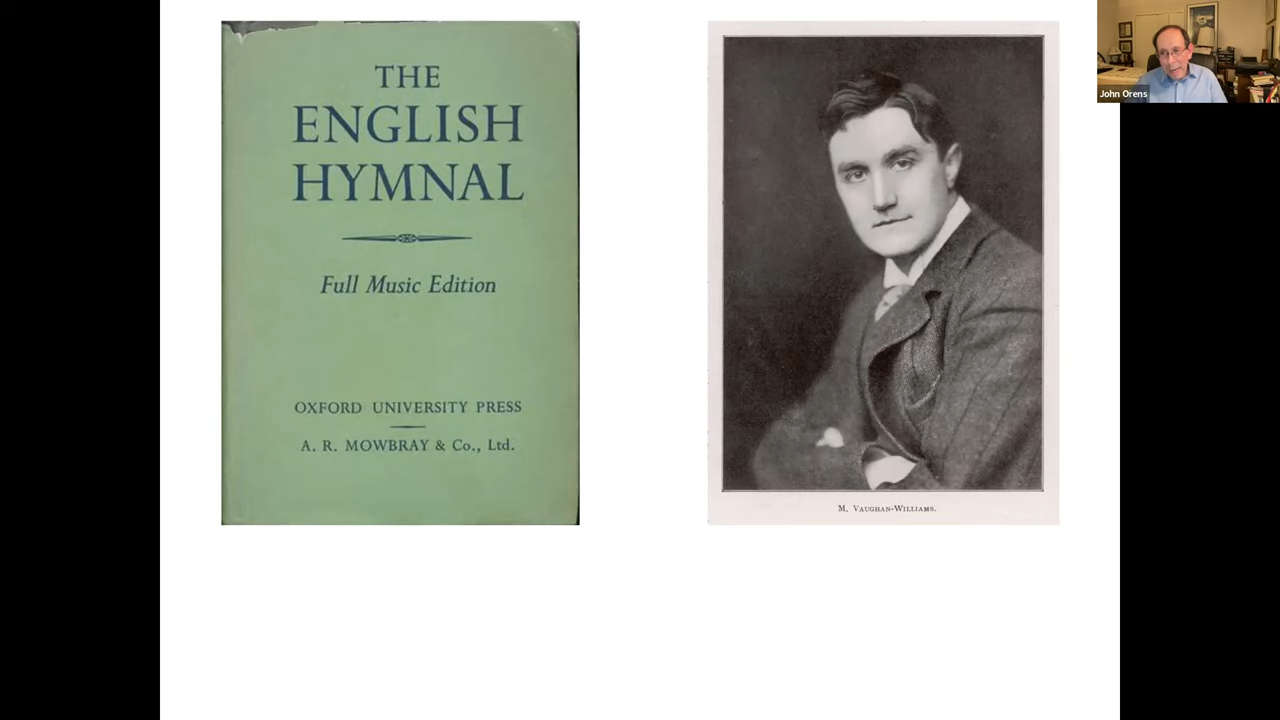 THE
ENGLISH
HYMNAL
Full Music Edition
OXFORD UNIVERSITY PRESS
A. R. MOWBRAY & Co., Ltd.
M. VAUGHAN-WILLIAMS.
John Orens